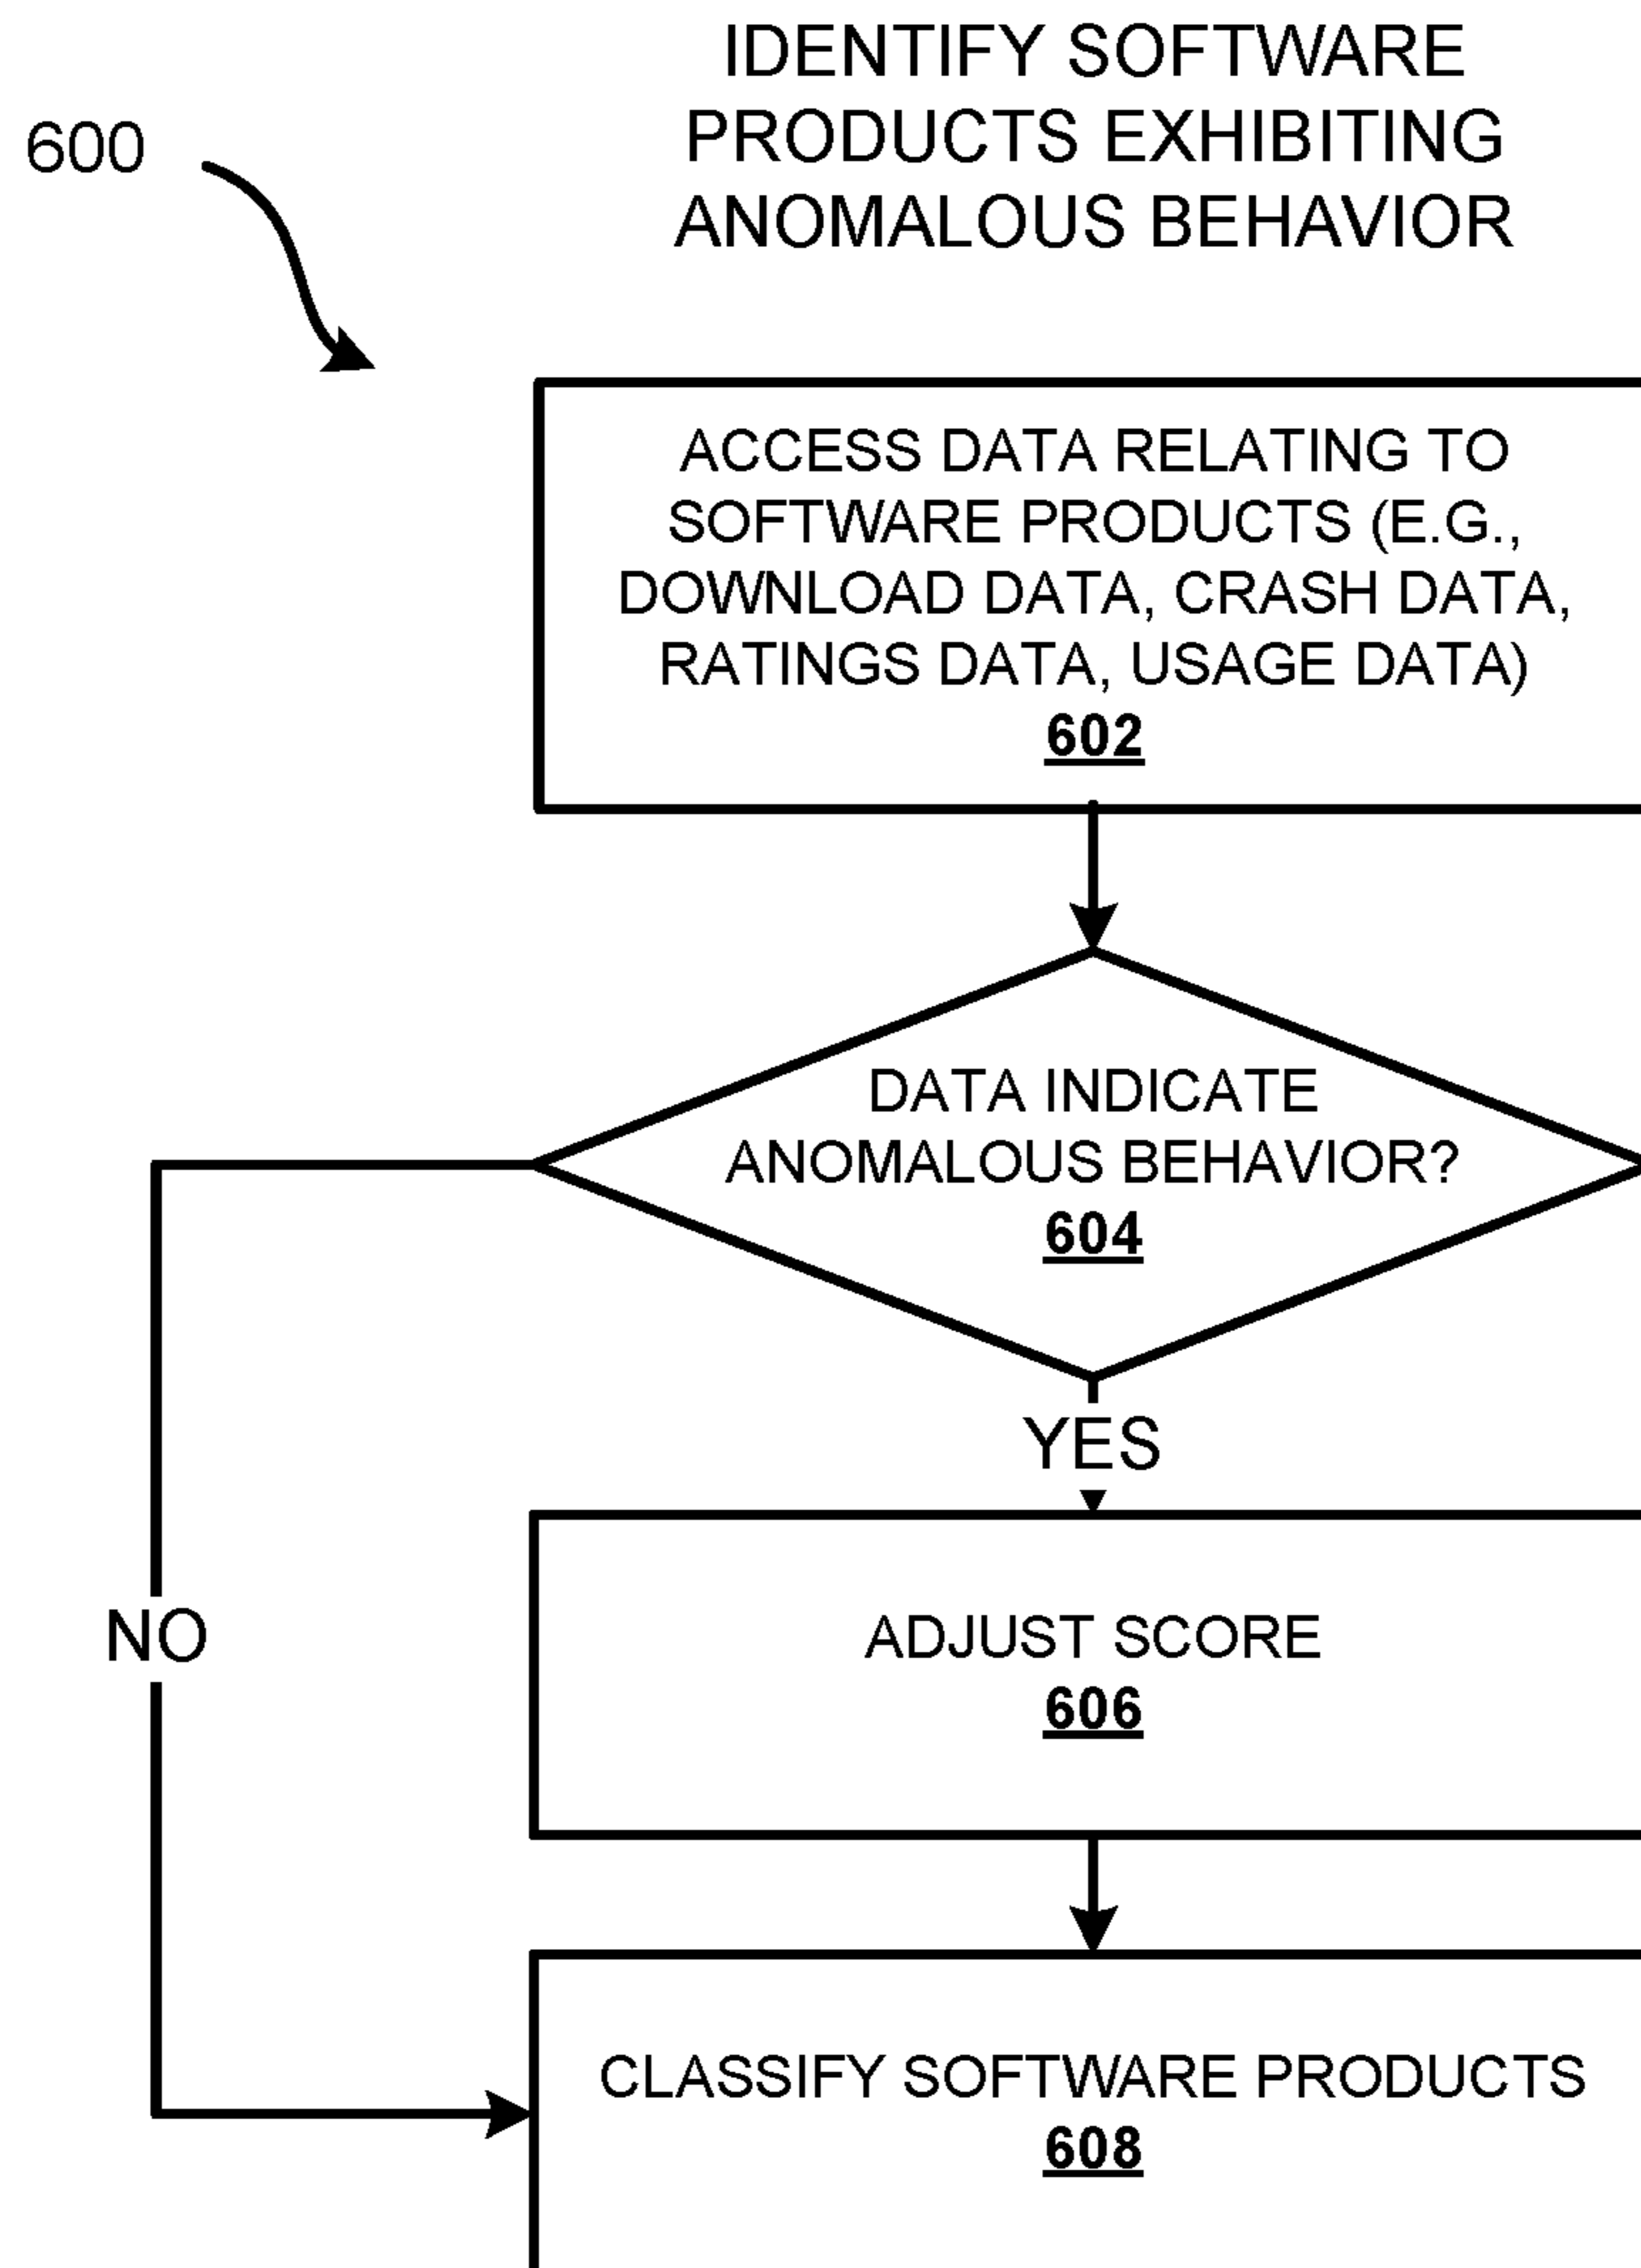 IDENTIFY SOFTWARE
PRODUCTS EXHIBITING
ANOMALOUS BEHAVIOR
600
ACCESS DATA RELATING TO
SOFTWARE PRODUCTS (E.G.,
DOWNLOAD DATA, CRASH DATA,
RATINGS DATA, USAGE DATA)
602
DATA INDICATE
ANOMALOUS BEHAVIOR?
604
YES
NO
ADJUST SCORE
606
CLASSIFY SOFTWARE PRODUCTS
608